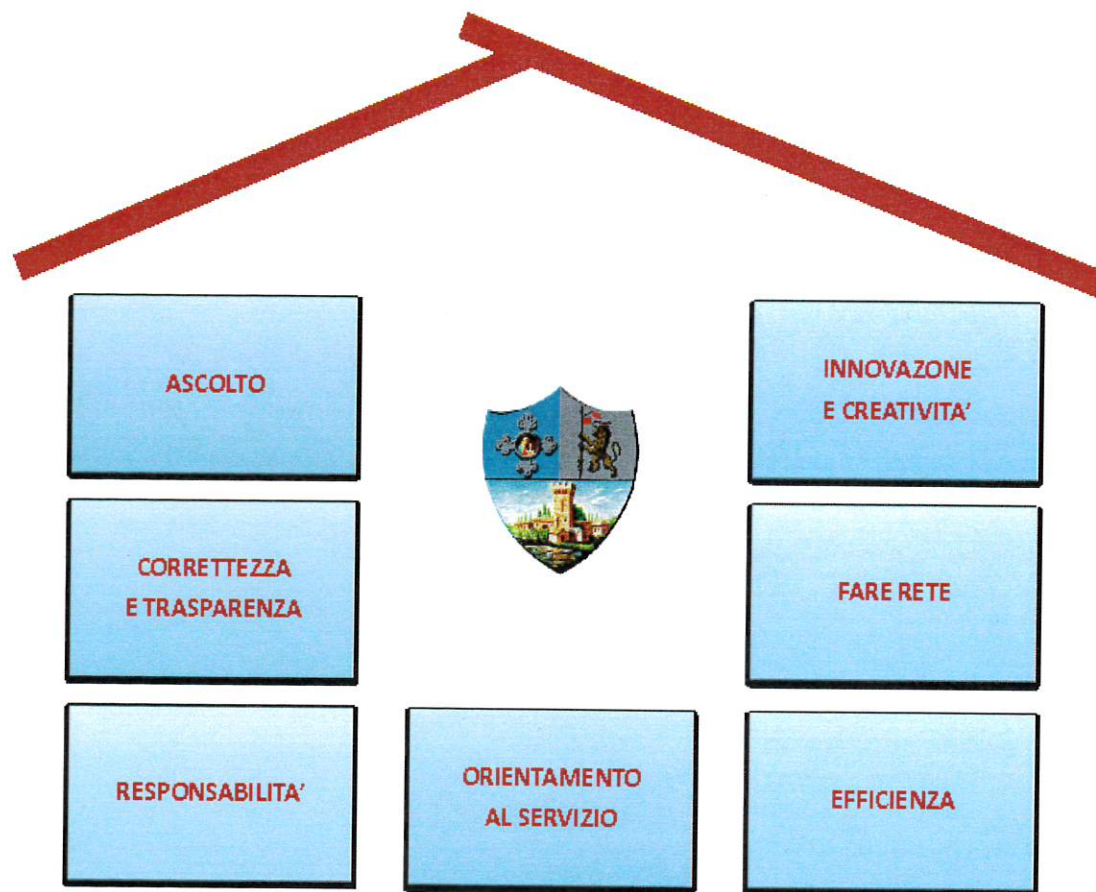 ASCOLTO
INNOVAZONE
E CREATIVITA’
CORRETTEZZA
E TRASPARENZA
FARE RETE
RESPONSABILITA’
ORIENTAMENTO
AL SERVIZIO
EFFICIENZA